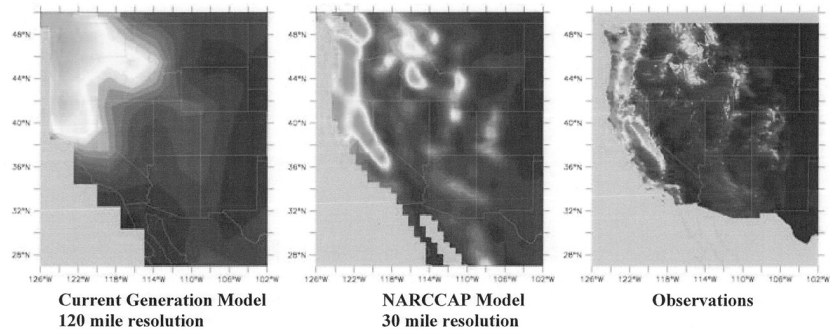 48°N
44°N
40°N
36°N
32°N
28°N
126°W 122°W 118°W 114°W 110°W 106°W 102°W
48°N
44°N
40°N
36°N
32°N
28°N
126°W 122°W 118°W 114°W 110°W 106°W 102°W
48°N
44°N
40°N
36°N
32°N
28°N
126°W 122°W 118°W 114°W 110°W 106°W 102°W
Current Generation Model
120 mile resolution
NARCCAP Model
30 mile resolution
Observations